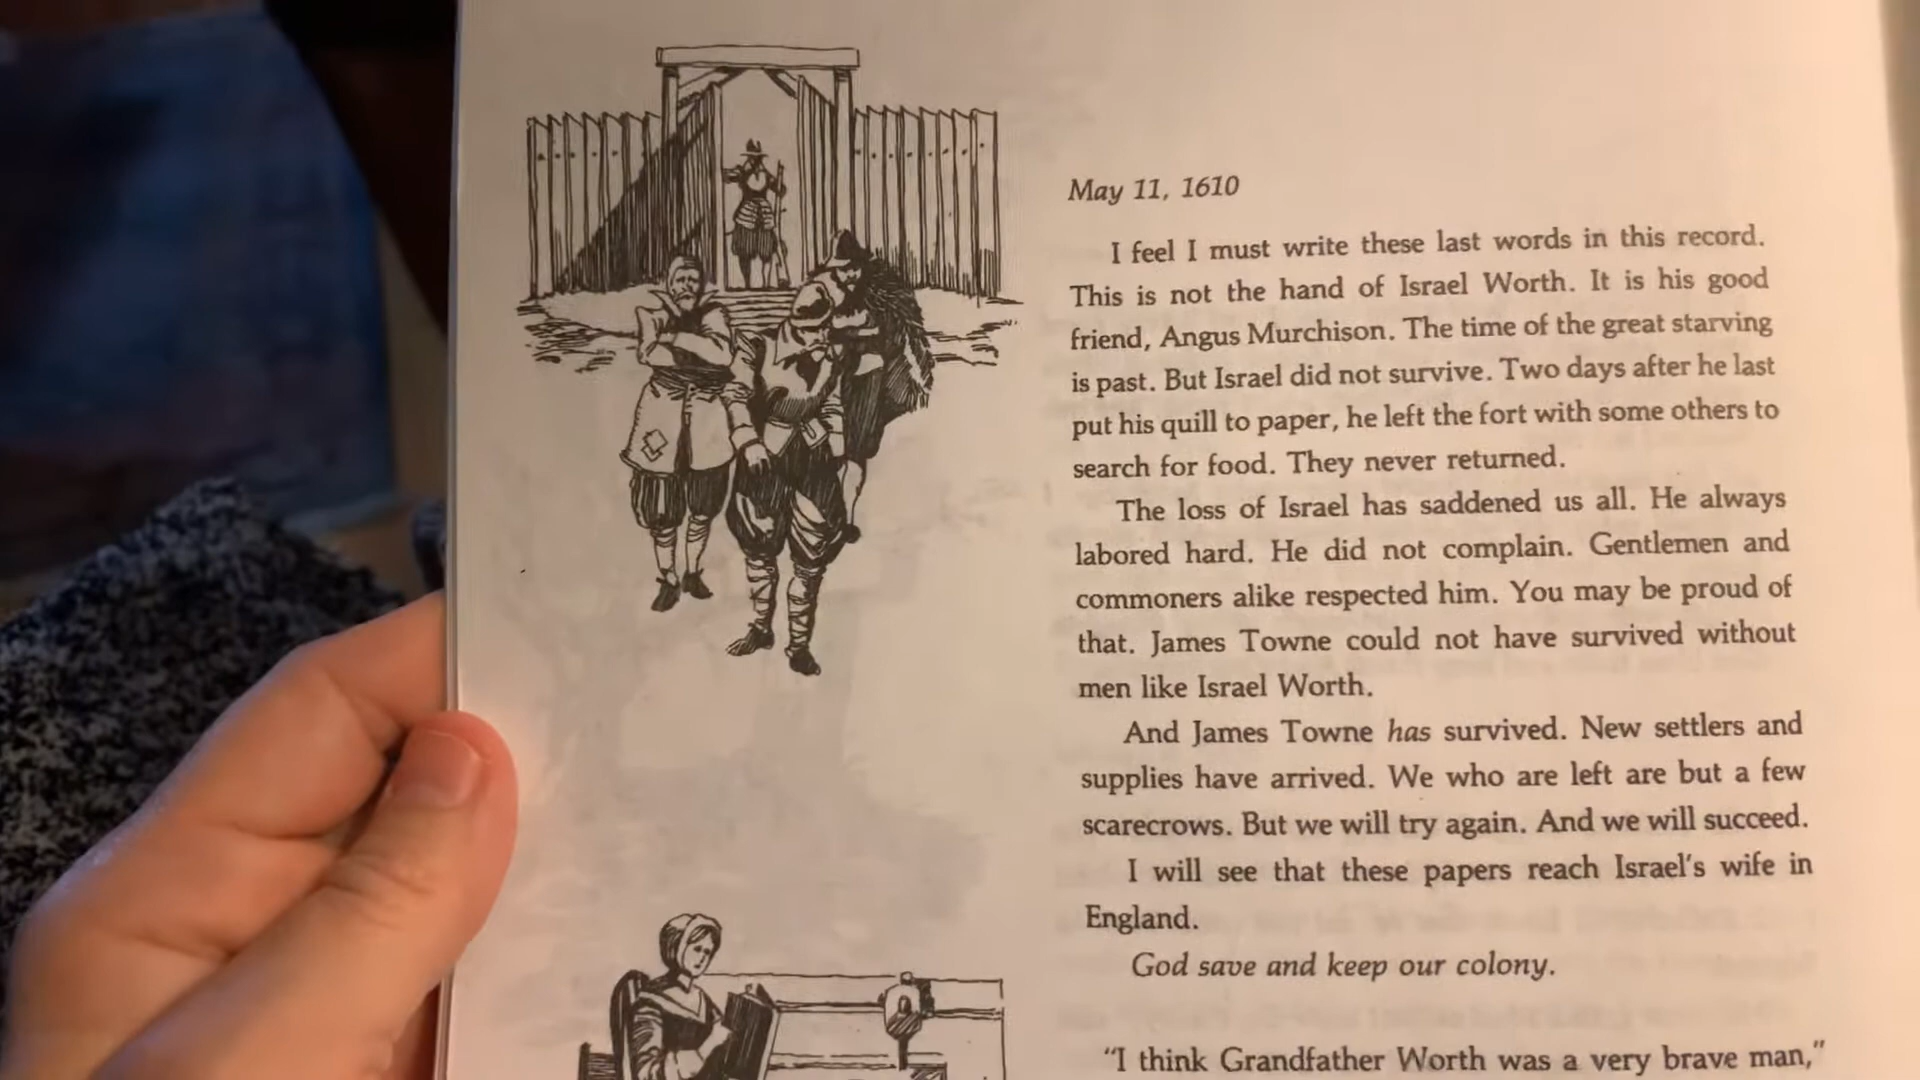 May 11, 1610
I feel I must write these last words in this record.
This is not the hand of Israel Worth. It is his good
friend, Angus Murchison. The time of the great starving
is past. But Israel did not survive. Two days after he last
put his quill to paper, he left the fort with some others to
search for food. They never returned.
The loss of Israel has saddened us all. He always
labored hard. He did not complain. Gentlemen and
commoners alike respected him. You may be proud of
that. James Towne could not have survived without
men like Israel Worth.
And James Towne has survived. New settlers and
supplies have arrived. We who are left are but a few
scarecrows. But we will try again. And we will succeed.
I will see that these papers reach Israel's wife in
England.
God save and keep our colony.
"I think Grandfather Worth was a very brave man,"